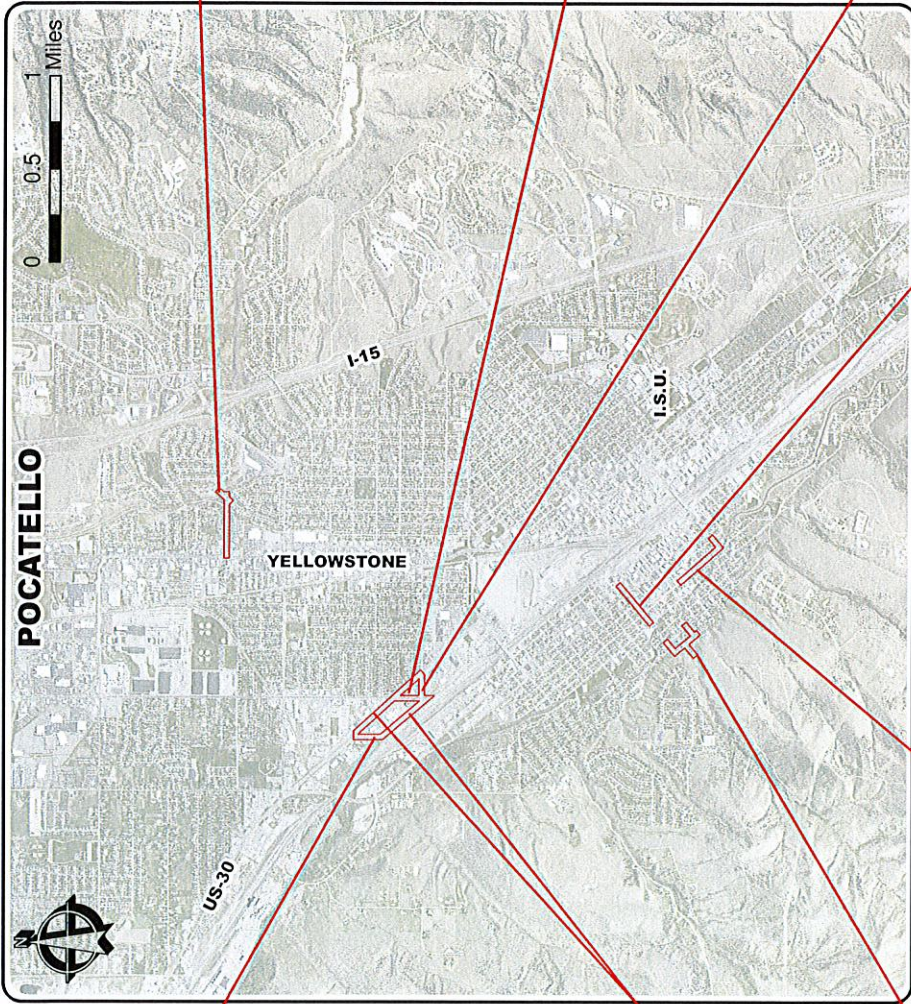 POCATELLO
0 0.5 1
Miles
N
I-15
YELLOWSTONE
I.S.U.
US-30